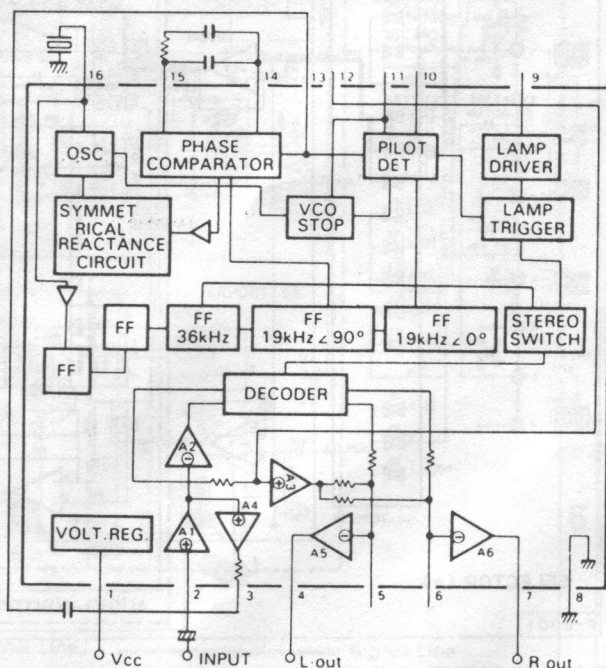 16 15 14 13 12 11 10 9
OSC
PHASE
COMPARATOR
PILOT
DET
LAMP
DRIVER
SYMMET
RICAL
REACTANCE
CIRCUIT
VCO
STOP
LAMP
TRIGGER
FF
FF
36kHz
FF
19kHz∠90°
FF
19kHz∠0°
STEREO
SWITCH
FF
DECODER
A2
A3
A4
VOLT. REG.
A1
A5
A6
1 2 3 4 5 6 7 8
Vcc
INPUT
L·out
R out